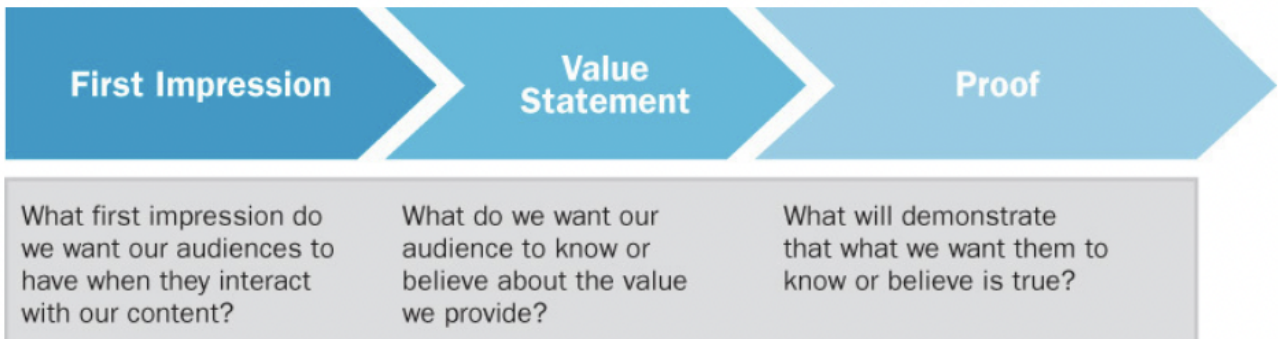 First Impression
Value
Statement
Proof
What first impression do
we want our audiences to
have when they interact
with our content?
What do we want our
audience to know or
believe about the value
we provide?
What will demonstrate
that what we want them to
know or believe is true?